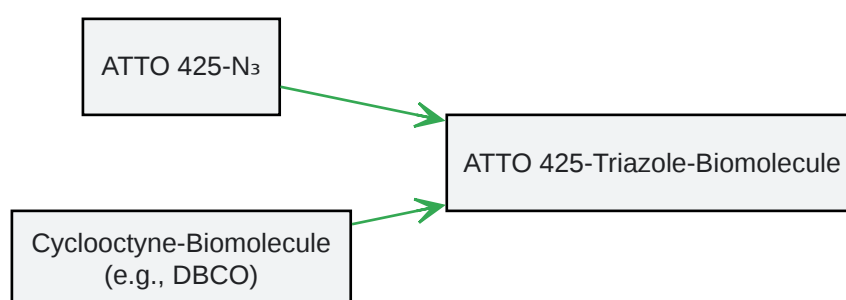 ATTO 425-N₃
ATTO 425-Triazole-Biomolecule
Cyclooctyne-Biomolecule
(e.g., DBCO)